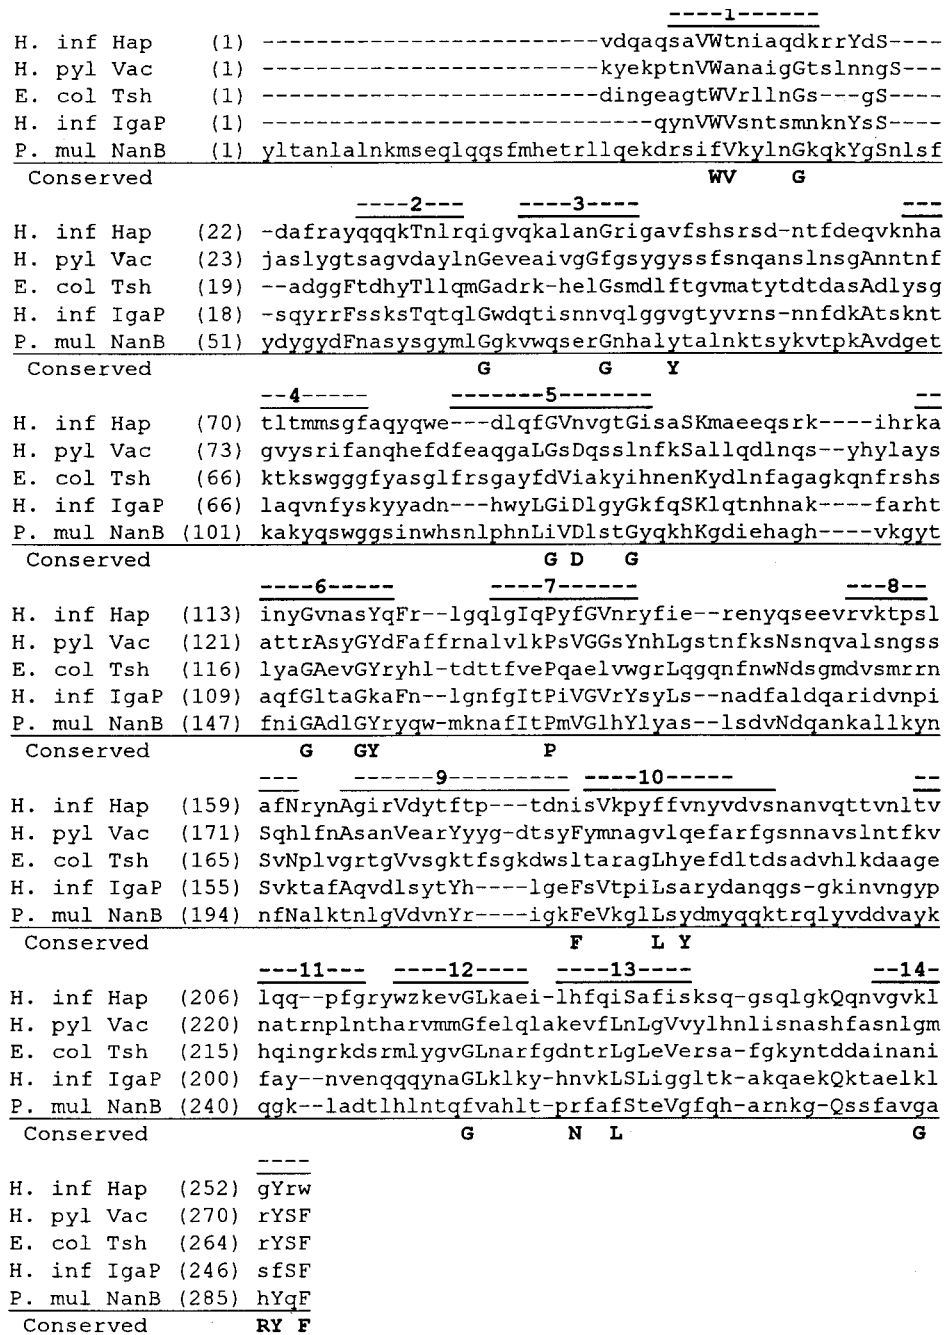 ----1------
H. inf Hap (1) -------------------------vdqaqsaVWtniaqdkrrYdS----
H. pyl Vac (1) -------------------------kyekptnVWanaigGtslnngS---
E. col Tsh (1) -------------------------dingeagtWVrllnGs---gS----
H. inf IgaP (1) -----------------------------qynVWVsntsmnknYsS----
P. mul NanB (1) yltanlalnkmseqlqqsfmhetrllqekdrsifVkylnGkqkYgSnlsf
Conserved WV G
----2--- ----3---- ---
H. inf Hap (22) -dafrayqqqkTnlrqigvqkalanGrigavfshsrsd-ntfdeqvknha
H. pyl Vac (23) jaslygtsagvdaylnGeveaivgGfgsygyssfsnqanslnsgAnntnf
E. col Tsh (19) --adggFtdhyTllqmGadrk-helGsmdlftgvmatytdtdasAdlysg
H. inf IgaP (18) -sqyrrFssksTqtqlGwdqtisnnvqlggvgtyvrns-nnfdkAtsknt
P. mul NanB (51) ydygydFnasysgymlGgkvwqserGnhalytalnktsykvtpkAvdget
Conserved G G Y
--4----- -------5------- --
H. inf Hap (70) tltmmsgfaqyqwe---dlqfGVnvgtGisaSKmaeeqsrk----ihrka
H. pyl Vac (73) gvysrifanqhefdfeaqgaLGsDqsslnfkSallqdlnqs--yhylays
E. col Tsh (66) ktkswgggfyasglfrsgayfdViakyihnenKydlnfagagkqnfrshs
H. inf IgaP (66) laqvnfyskyyadn---hwyLGiDlgyGkfqSKlqtnhnak----farht
P. mul NanB (101) kakyqswggsinwhsnlphnLiVDlstGyqkhKgdiehagh----vkgyt
Conserved G D G
----6----- ----7------ ---8--
H. inf Hap (113) inyGvnasYqFr--lgqlgIqPyfGVnryfie--renyqseevrvktpsl
H. pyl Vac (121) attrAsyGYdFaffrnalvlkPsVGGsYnhLgstnfksNsnqvalsngss
E. col Tsh (116) lyaGAevGYryhl-tdttfvePqaelvwgrLqgqnfnwNdsgmdvsmrrn
H. inf IgaP (109) aqfGltaGkaFn--lgnfgItPiVGVrYsyLs--nadfaldqaridvnpi
P. mul NanB (147) fniGAdlGYryqw-mknafItPmVGlhYlyas--lsdvNdqankallkyn
Conserved G GY P
--- -------9--------- ----10----- --
H. inf Hap (159) afNrynAgirVdytftp---tdnisVkpyffvnyvdvsnanvqttvnltv
H. pyl Vac (171) SqhlfnAsanVearYyyg-dtsyFymnagvlqefarfgsnnavslntfkv
E. col Tsh (165) SvNplvgrtgVvsgktfsgkdwsltaragLhyefdltdsadvhlkdaage
H. inf IgaP (155) SvktafAqvdlsytYh----lgeFsVtpiLsarydanqgs-gkinvngyp
P. mul NanB (194) nfNalktnlgVdvnYr----igkFeVkglLsydmyqqktrqlyvddvayk
Conserved F L Y
---11--- ----12---- ---13----- --14-
H. inf Hap (206) lqq--pfgrywzkevGLkaei-lhfqiSafisksq-gsqlgkQqnvgvkl
H. pyl Vac (220) natrnplntharvmmGfelqlakevfLnLgVvylhnlisnashfasnlgm
E. col Tsh (215) hqingrkdsrmlygvGLnarfgdntrLgLeVersa-fgkyntddainani
H. inf IgaP (200) fay--nvenqqqynaGLklky-hnvkLSLiggltk-akqaekQktaelkl
P. mul NanB (240) qgk--ladtlhlntqfvahlt-prfafSteVgfqh-arnkg-Qssfavga
Conserved G N L G
----
H. inf Hap (252) gYrw
H. pyl Vac (270) rYSF
E. col Tsh (264) rYSF
H. inf IgaP (246) sfSF
P. mul NanB (285) hYqF
Conserved RY F